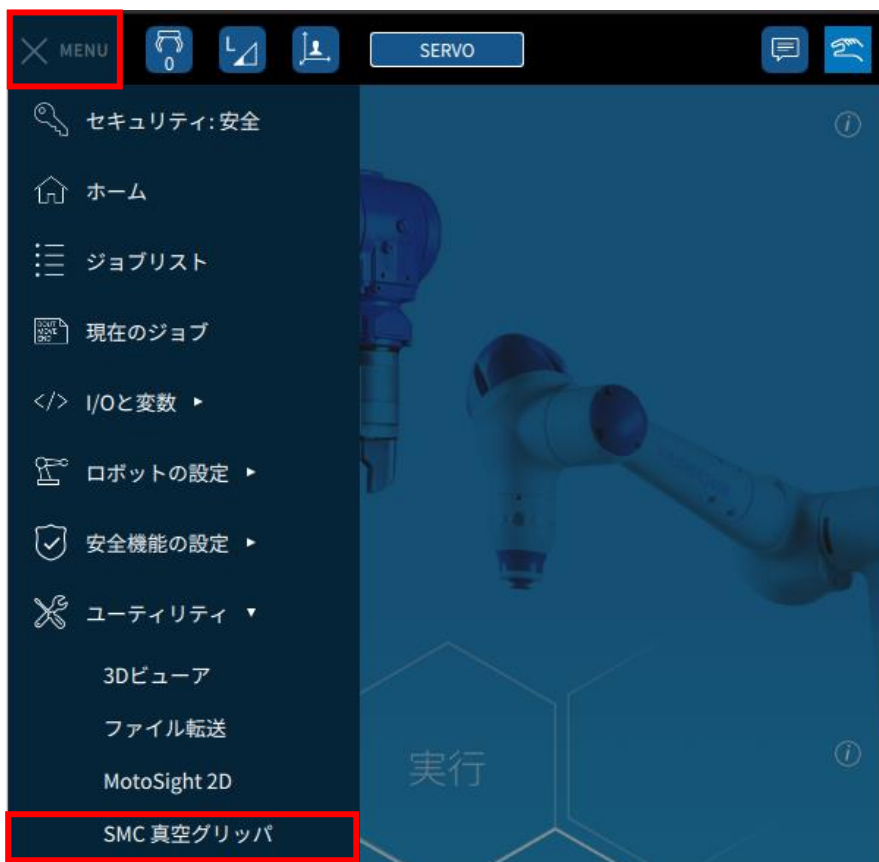 MENU
0
L
SERVO
セキュリティ: 安全
ホーム
ジョブリスト
現在のジョブ
</> I/Oと変数 ▸
ロボットの設定 ▸
安全機能の設定 ▸
ユーティリティ ▾
3Dビューア
ファイル転送
MotoSight 2D
実行
SMC 真空グリッパ